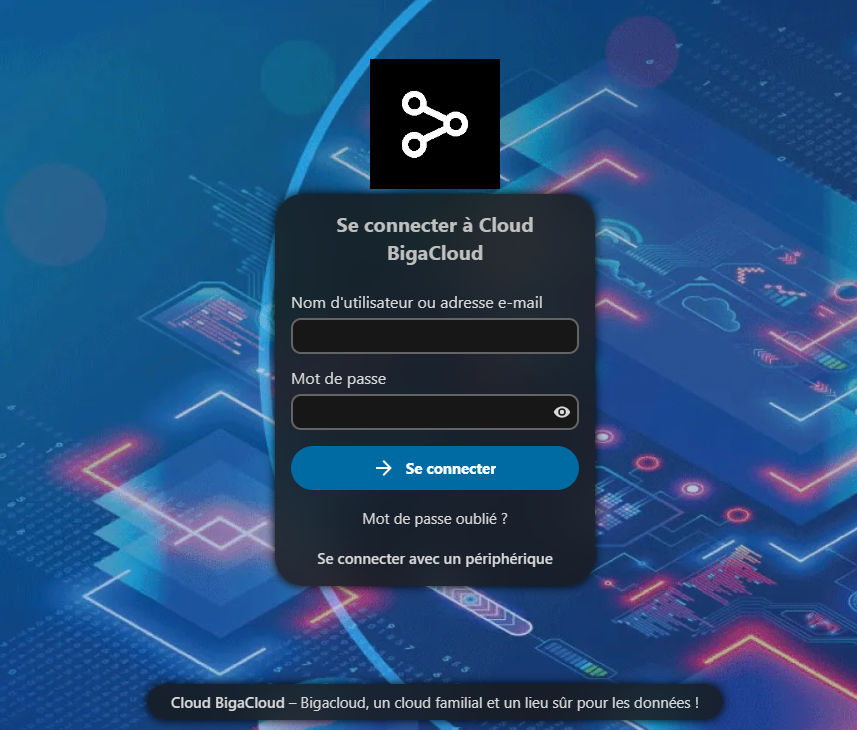 Se connecter à Cloud
BigaCloud
Nom d'utilisateur ou adresse e-mail
Mot de passe
Se connecter
Mot de passe oublié ?
Se connecter avec un périphérique
Cloud BigaCloud – Bigacloud, un cloud familial et un lieu sûr pour les données !